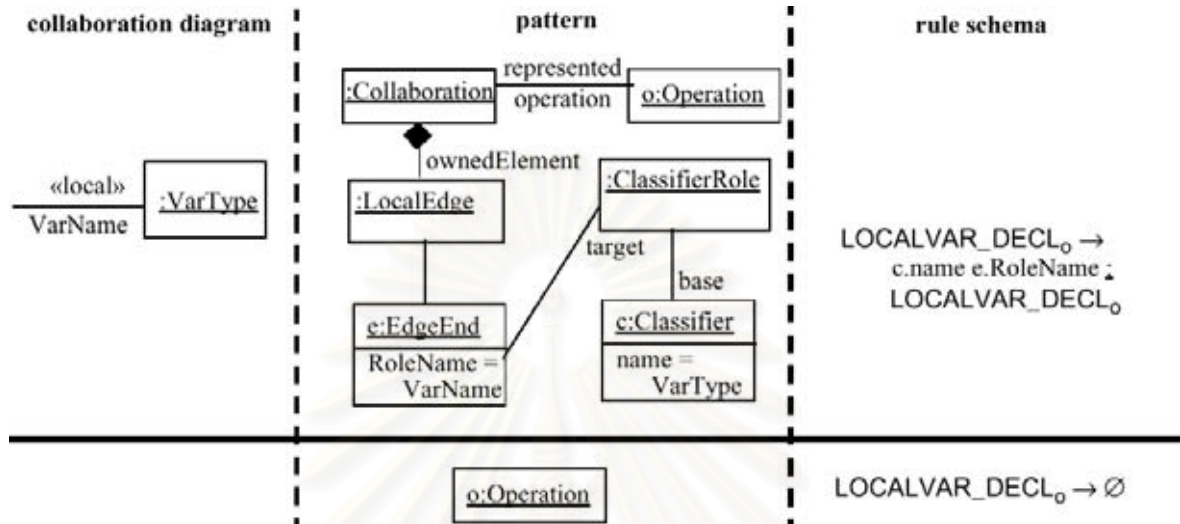 collaboration diagram
pattern
rule schema
«local»
VarName
:VarType
:Collaboration
represented
operation
o:Operation
ownedElement
:LocalEdge
:ClassifierRole
target
base
e:EdgeEnd
RoleName =
VarName
c:Classifier
name =
VarType
LOCALVAR_DECLo →
c.name e.RoleName ;
LOCALVAR_DECLo
o:Operation
LOCALVAR_DECLo → ∅